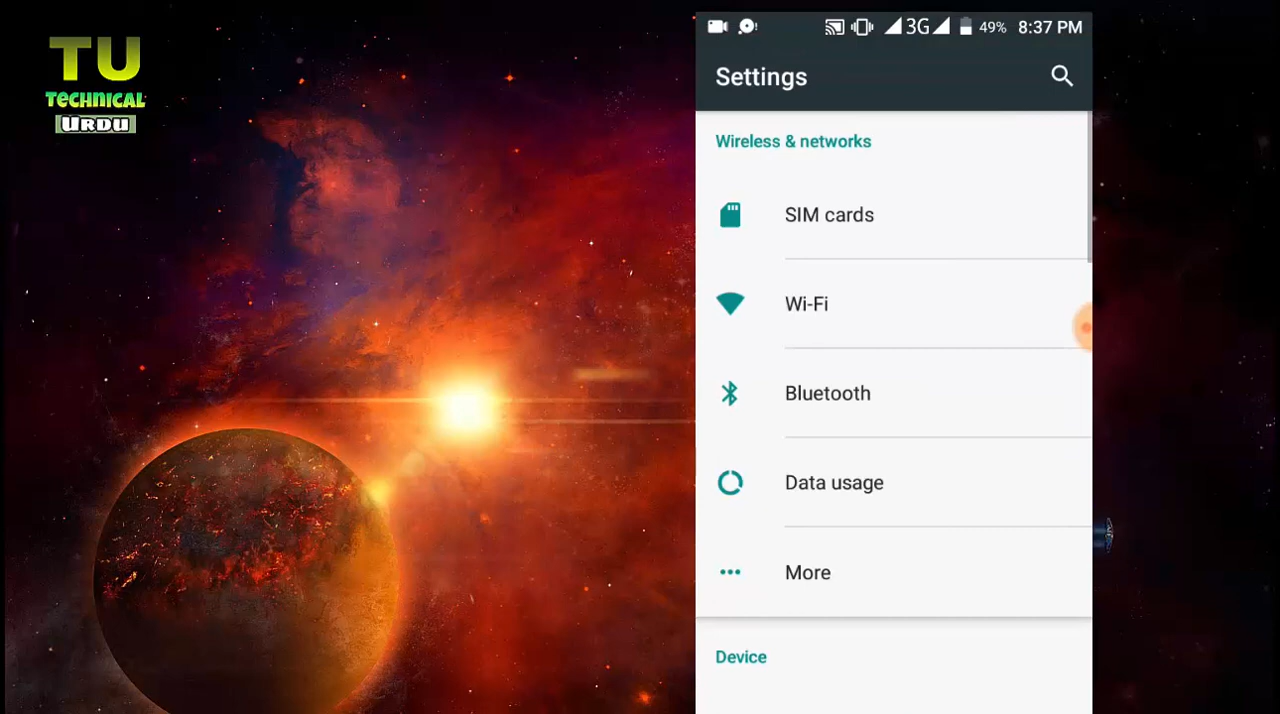 TU
TECHNICAL
URDU
3G 49% 8:37 PM
Settings
Wireless & networks
SIM cards
Wi-Fi
Bluetooth
Data usage
More
Device